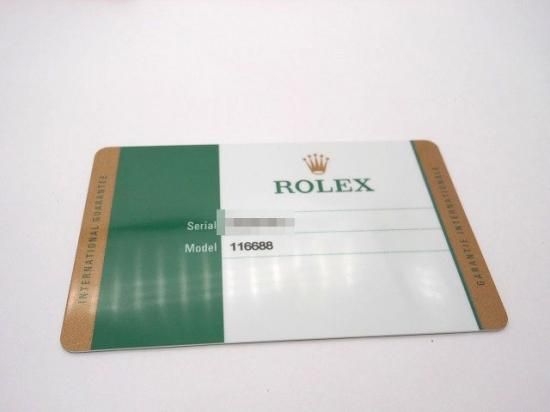 INTERNATIONAL GUARANTEE
ROLEX
Serial
Model 116688
GARANTIE INTERNATIONALE